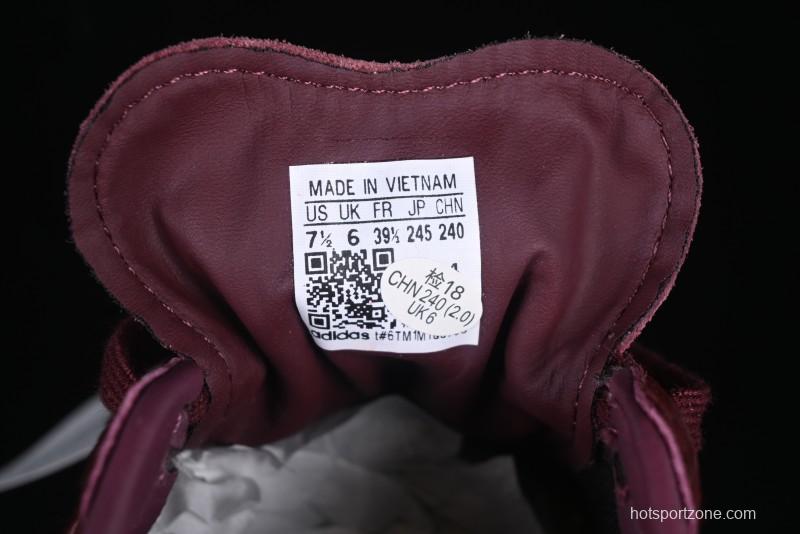 MADE IN VIETNAM
US UK FR JP CHN
7½ 6 39⅓ 245 240
检18
CHN240(2.0)
UK6
adidas
hotsportzone.com